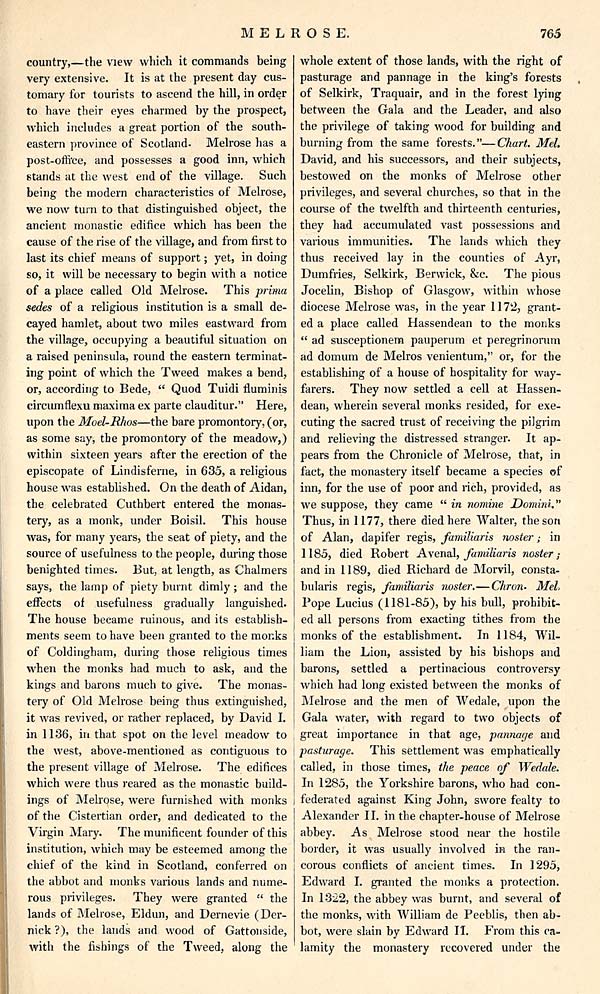 MELROSE. 765
country,—the view which it commands being
very extensive. It is at the present day cus-
tomary for tourists to ascend the hill, in order
to have their eyes charmed by the prospect,
which includes a great portion of the south-
eastern province of Scotland. Melrose has a
post-office, and possesses a good inn, which
stands at the west end of the village. Such
being the modern characteristics of Melrose,
we now turn to that distinguished object, the
ancient monastic edifice which has been the
cause of the rise of the village, and from first to
last its chief means of support; yet, in doing
so, it will be necessary to begin with a notice
of a place called Old Melrose. This prima
sedes of a religious institution is a small de-
cayed hamlet, about two miles eastward from
the village, occupying a beautiful situation on
a raised peninsula, round the eastern terminat-
ing point of which the Tweed makes a bend,
or, according to Bede, “ Quod Tuidi fluminis
circumflexu maxima ex parte clauditur.” Here,
upon the Moel-Rhos—the bare promontory, (or,
as some say, the promontory of the meadow,)
within sixteen years after the erection of the
episcopate of Lindisferne, in 635, a religious
house was established. On the death of Aidan,
the celebrated Cuthbert entered the monas-
tery, as a monk, under Boisil. This house
was, for many years, the seat of piety, and the
source of usefulness to the people, during those
benighted times. But, at length, as Chalmers
says, the lamp of piety burnt dimly; and the
effects of usefulness gradually languished.
The house became ruinous, and its establish-
ments seem to have been granted to the monks
of Coldingham, during those religious times
when the monks had much to ask, and the
kings and barons much to give. The monas-
tery of Old Melrose being thus extinguished,
it was revived, or rather replaced, by David I.
in 1136, in that spot on the level meadow to
the west, above-mentioned as contiguous to
the present village of Melrose. The edifices
which were thus reared as the monastic build-
ings of Melrose, were furnished with monks
of the Cistertian order, and dedicated to the
Virgin Mary. The munificent founder of this
institution, which may be esteemed among the
chief of the kind in Scotland, conferred on
the abbot and monks various lands and nume-
rous privileges. They were granted “ the
lands of Melrose, Eldun, and Dernevie (Der-
nick ?), the lands and wood of Gattonside,
with the fishings of the Tweed, along the
whole extent of those lands, with the right of
pasturage and pannage in the king's forests
of Selkirk, Traquair, and in the forest lying
between the Gala and the Leader, and also
the privilege of taking wood for building and
burning from the same forests.”—Chart. Mel.
David, and his successors, and their subjects,
bestowed on the monks of Melrose other
privileges, and several churches, so that in the
course of the twelfth and thirteenth centuries,
they had accumulated vast possessions and
various immunities. The lands which they
thus received lay in the counties of Ayr,
Dumfries, Selkirk, Berwick, &c. The pious
Jocelin, Bishop of Glasgow, within whose
diocese Melrose was, in the year 1172, grant-
ed a place called Hassendean to the monks
“ ad susceptionem pauperum et peregrinorum
ad domum de Melros venientum,” or, for the
establishing of a house of hospitality for way-
farers. They now settled a cell at Hassen-
dean, wherein several monks resided, for exe-
cuting the sacred trust of receiving the pilgrim
and relieving the distressed stranger. It ap-
pears from the Chronicle of Melrose, that, in
fact, the monastery itself became a species of
inn, for the use of poor and rich, provided, as
we suppose, they came “ in nomine Domini.”
Thus, in 1177, there died here Walter, the son
of Alan, dapifer regis, familiaris noster; in
1185, died Robert Avenal, familiaris noster;
and in 1189, died Richard de Morvil, consta-
bularis regis, familiaris noster.—Chron. Mel.
Pope Lucius (1181-85), by his bull, prohibit-
ed all persons from exacting tithes from the
monks of the establishment. In 1184, Wil-
liam the Lion, assisted by his bishops and
barons, settled a pertinacious controversy
which had long existed between the monks of
Melrose and the men of Wedale, upon the
Gala water, with regard to two objects of
great importance in that age, pannage and
pasturage. This settlement was emphatically
called, in those times, the peace of Wedale.
In 1285, the Yorkshire barons, who had con-
federated against King John, swore fealty to
Alexander II. in the chapter-house of Melrose
abbey. As Melrose stood near the hostile
border, it was usually involved in the ran-
corous conflicts of ancient times. In 1295,
Edward I. granted the monks a protection.
In 1322, the abbey was burnt, and several of
the monks, with William de Peeblis, then ab-
bot, were slain by Edward II. From this ca-
lamity the monastery recovered under the